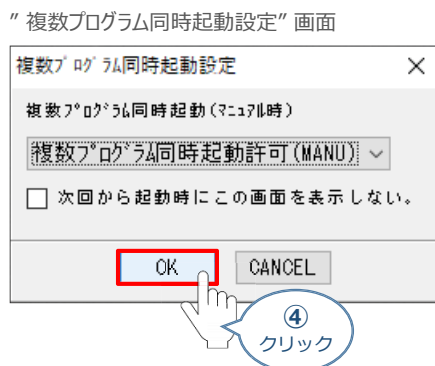 ” 複数プログラム同時起動設定” 画面
複数ﾌﾟﾛｸﾞﾗﾑ同時起動設定
複数ﾌﾟﾛｸﾞﾗﾑ同時起動(ﾏﾆｭｱﾙ時)
複数ﾌﾟﾛｸﾞﾗﾑ同時起動許可(MANU)
次回から起動時にこの画面を表示しない。
OK CANCEL
④
クリック